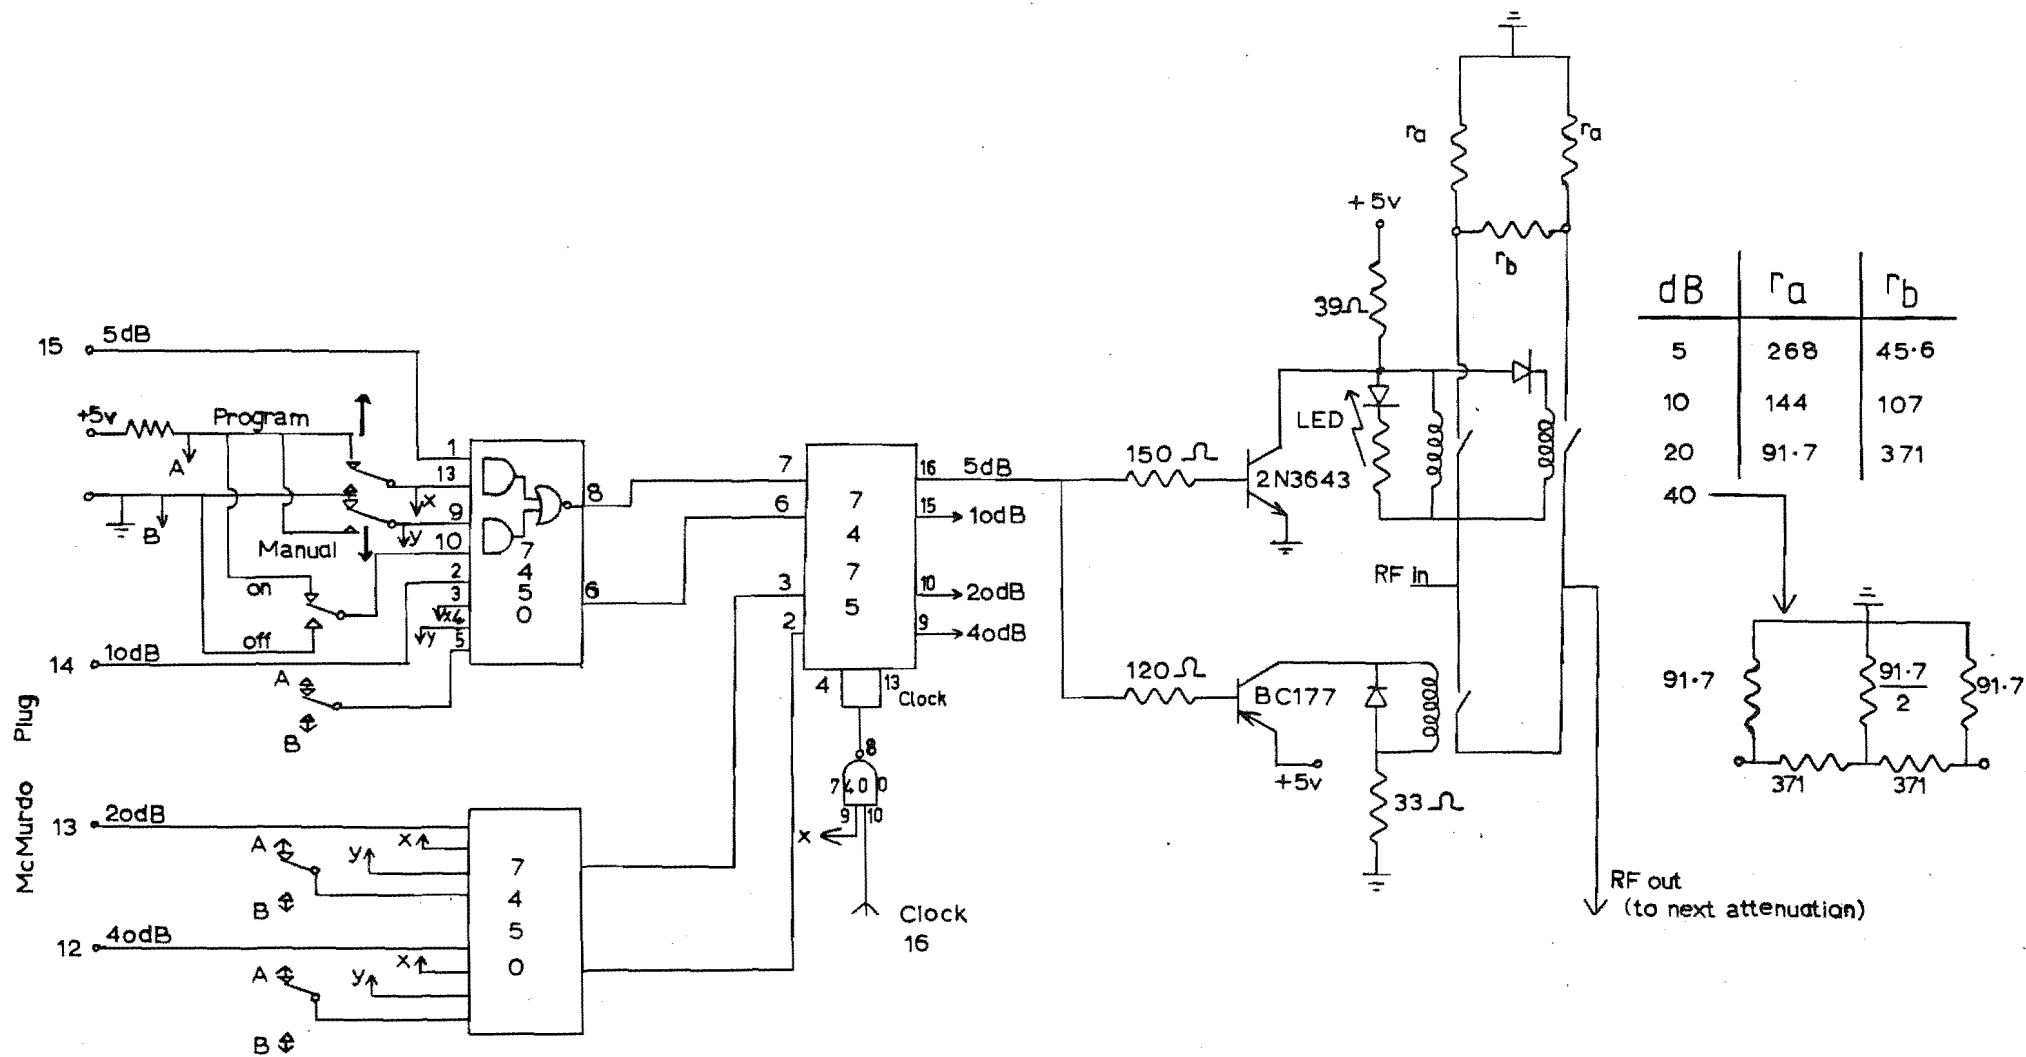 15 5dB
+5v Program
A
B
Manual
x
y
on
off
14 10dB
A
B
McMurdo Plug
13 20dB
A
B
x
y
12 40dB
A
B
x
y
1
13
9
10
2
3
x 4
y
5
7
4
5
0
8
6
7
4
5
0
7
6
3
2
7
4
7
5
16 5dB
15 10dB
10 20dB
9 40dB
4
13 Clock
8
7400
9 10
x
Clock
16
150 Ω
2N3643
120 Ω
BC177
+5v
33 Ω
+5v
39Ω
LED
ra
ra
rb
RF in
RF out
(to next attenuation)
dB ra rb
5 268 45·6
10 144 107
20 91·7 371
40
91·7
91·7
2
91·7
371
371